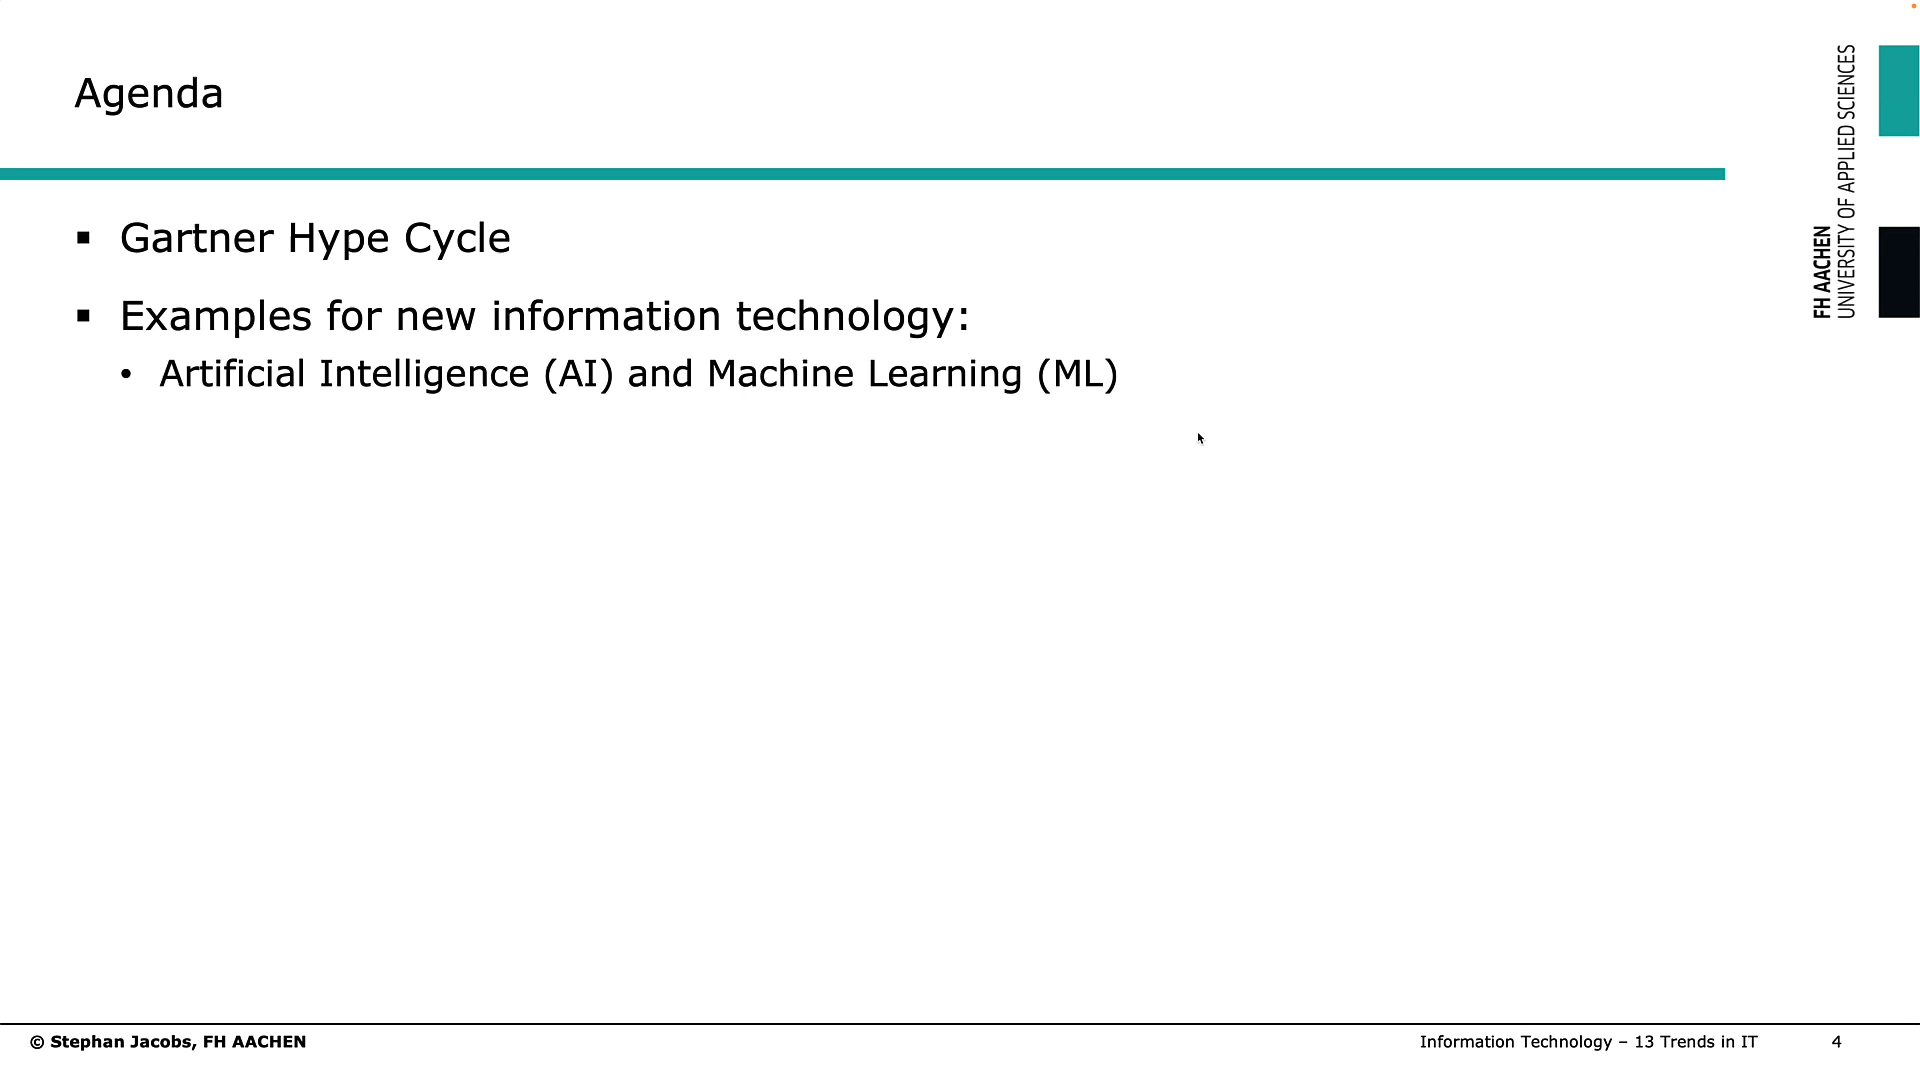 Agenda
▪ Gartner Hype Cycle
▪ Examples for new information technology:
• Artificial Intelligence (AI) and Machine Learning (ML)
FH AACHEN
UNIVERSITY OF APPLIED SCIENCES
© Stephan Jacobs, FH AACHEN
Information Technology – 13 Trends in IT 4